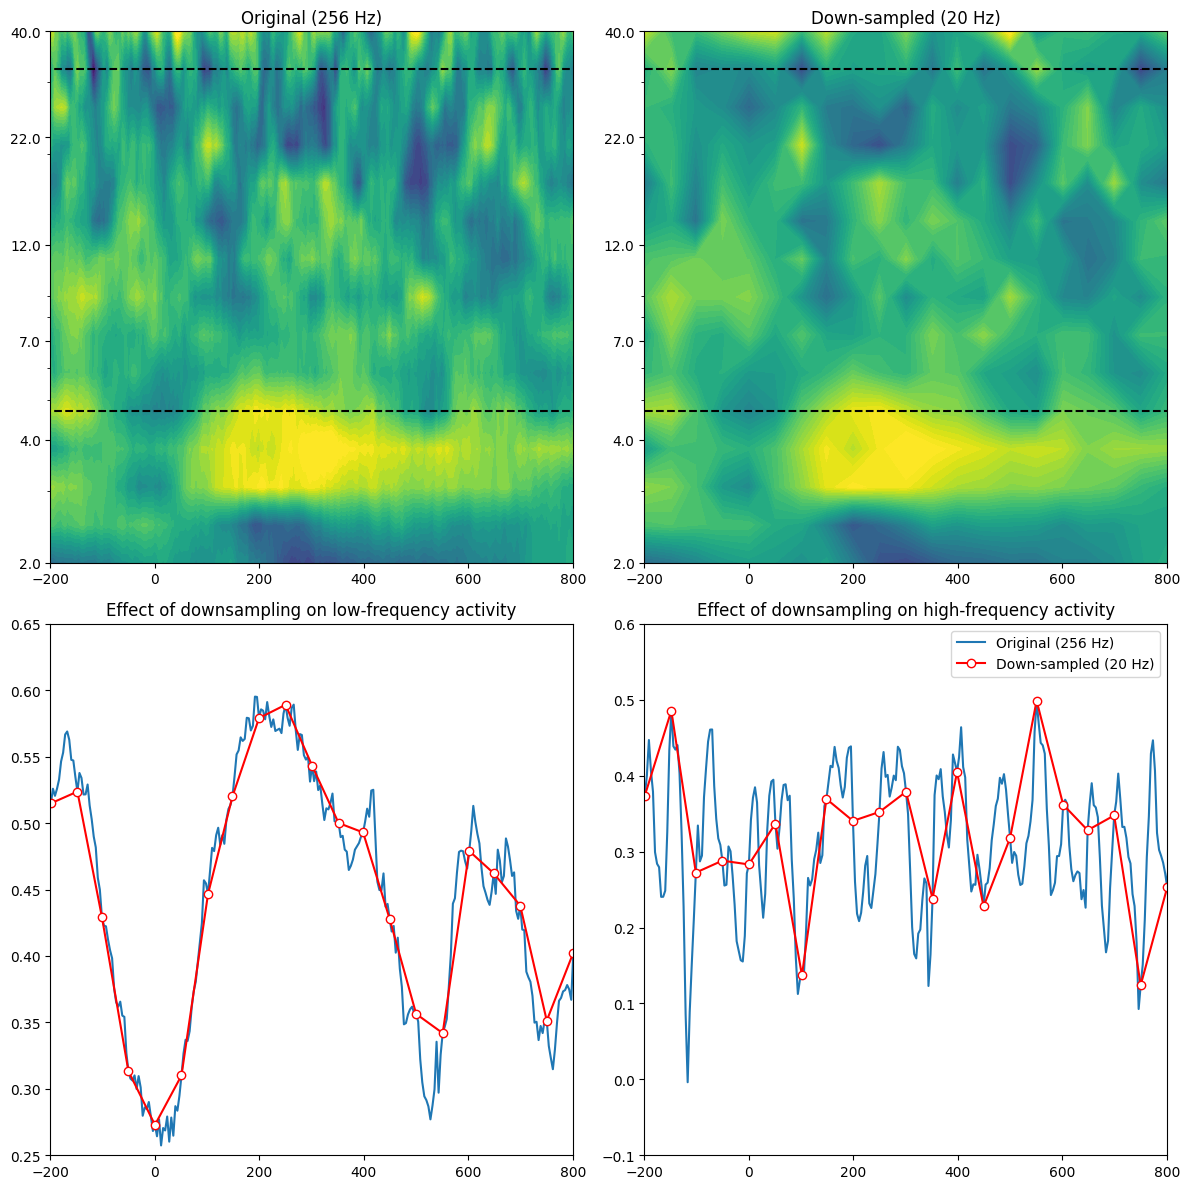 Original (256 Hz)
40.0
22.0
12.0
7.0
4.0
2.0
−200 0 200 400 600 800
Down-sampled (20 Hz)
40.0
22.0
12.0
7.0
4.0
2.0
−200 0 200 400 600 800
Effect of downsampling on low-frequency activity
0.65
0.60
0.55
0.50
0.45
0.40
0.35
0.30
0.25
−200 0 200 400 600 800
Effect of downsampling on high-frequency activity
Original (256 Hz)
Down-sampled (20 Hz)
0.6
0.5
0.4
0.3
0.2
0.1
0.0
−0.1
−200 0 200 400 600 800